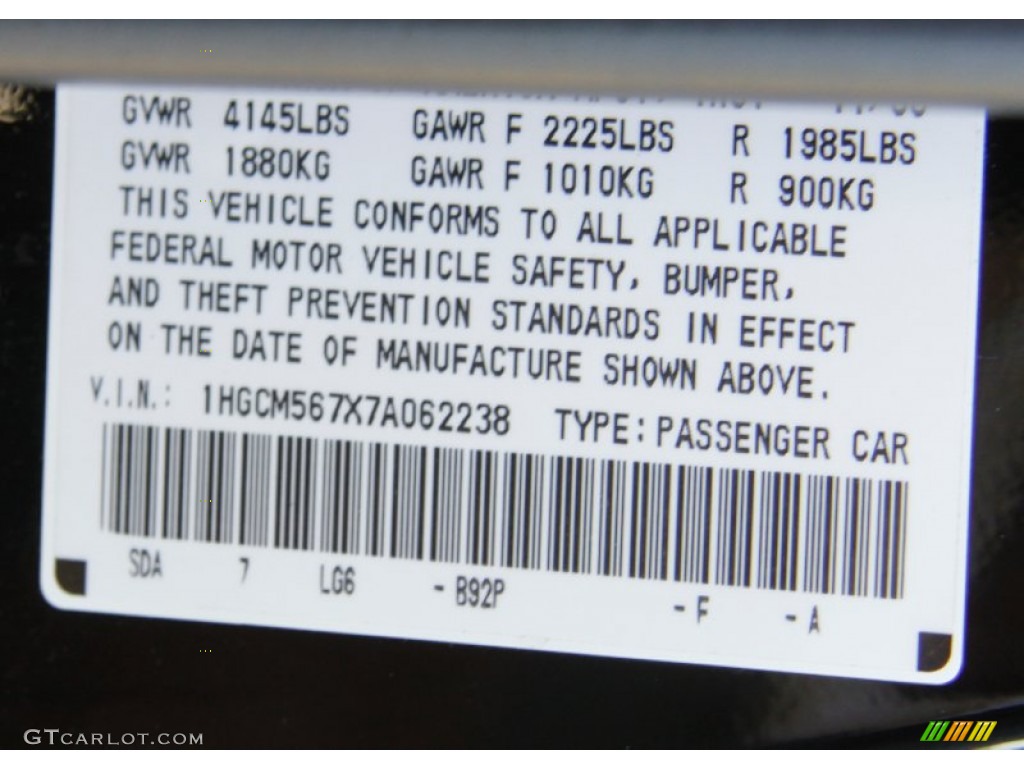 GVWR 4145LBS GAWR F 2225LBS R 1985LBS
GVWR 1880KG GAWR F 1010KG R 900KG
THIS VEHICLE CONFORMS TO ALL APPLICABLE
FEDERAL MOTOR VEHICLE SAFETY, BUMPER,
AND THEFT PREVENTION STANDARDS IN EFFECT
ON THE DATE OF MANUFACTURE SHOWN ABOVE.
V.I.N.: 1HGCM567X7A062238 TYPE: PASSENGER CAR
SDA 7 LG6 - B92P - F - A
GTCARLOT.COM